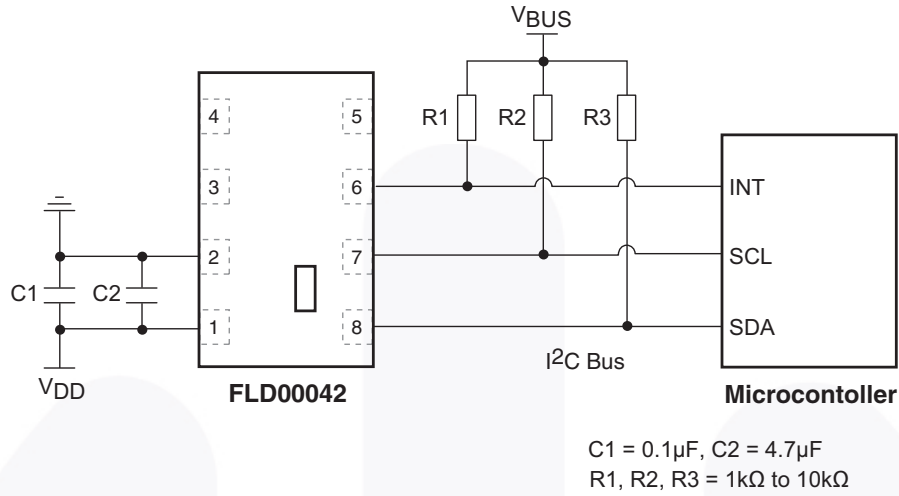 VBUS
4
5
R1
R2
R3
3
6
INT
2
7
SCL
C1
C2
1
8
SDA
I²C Bus
VDD
FLD00042
Microcontoller
C1 = 0.1µF, C2 = 4.7µF
R1, R2, R3 = 1kΩ to 10kΩ